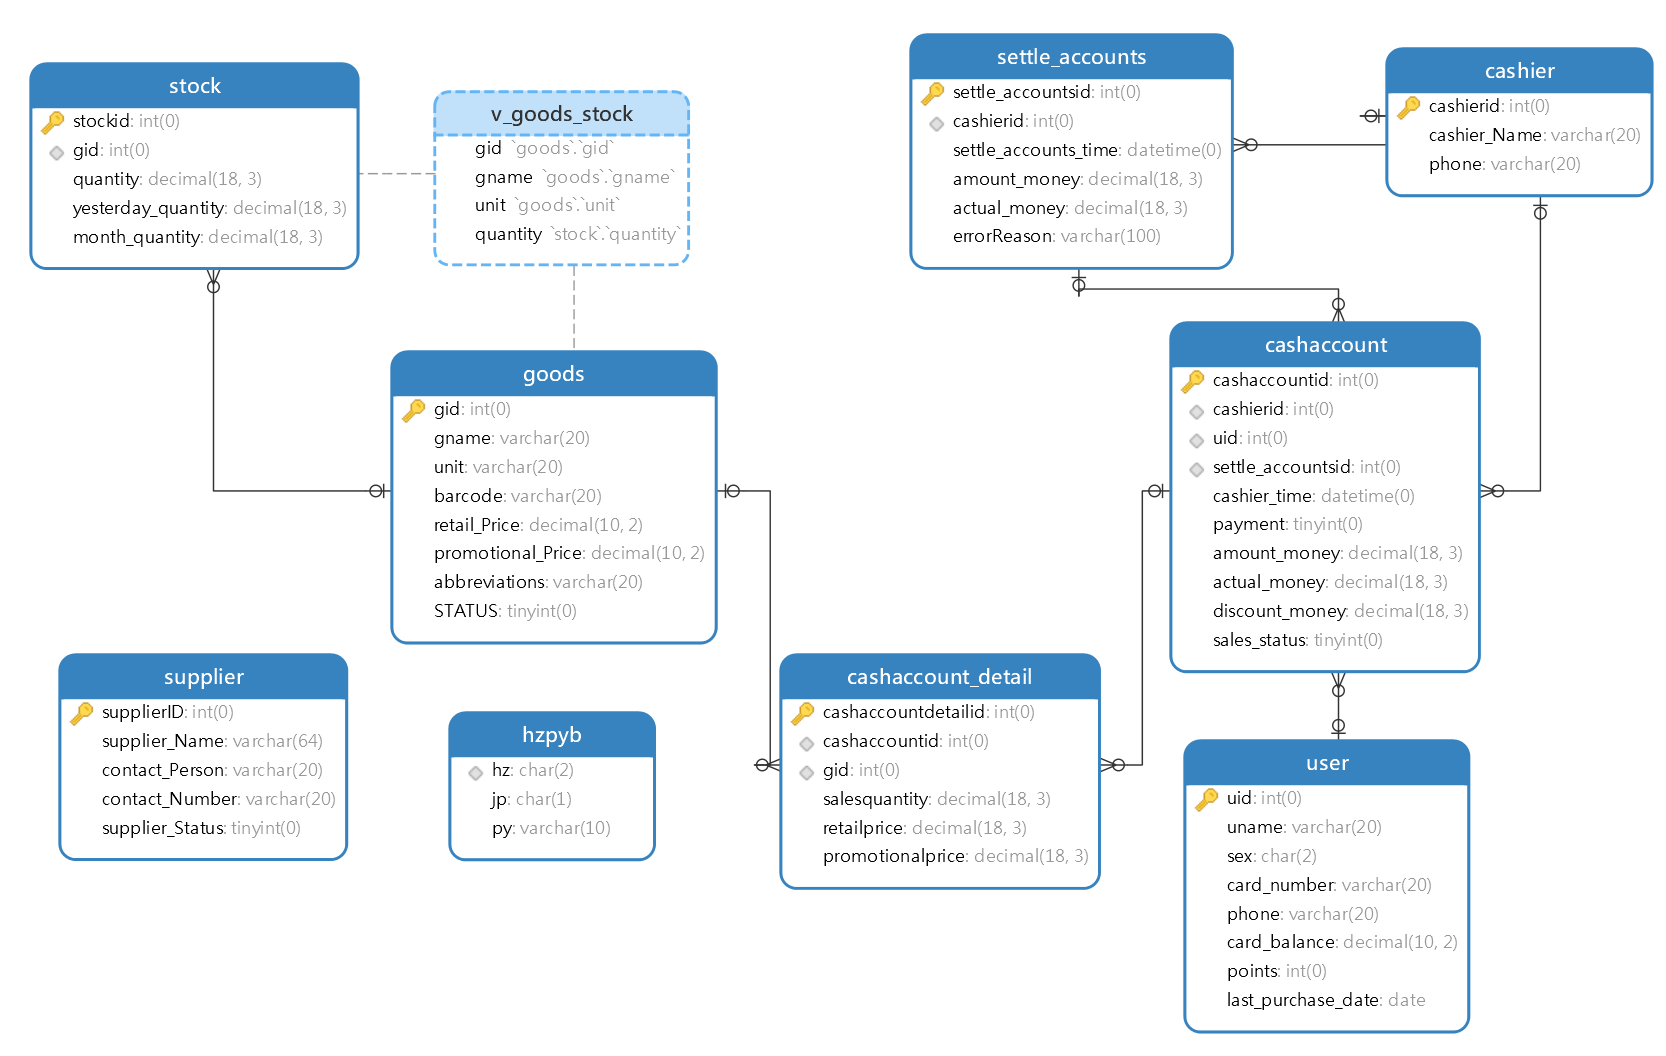 stock
stockid: int(0)
gid: int(0)
quantity: decimal(18, 3)
yesterday_quantity: decimal(18, 3)
month_quantity: decimal(18, 3)
v_goods_stock
gid `goods`.`gid`
gname `goods`.`gname`
unit `goods`.`unit`
quantity `stock`.`quantity`
settle_accounts
settle_accountsid: int(0)
cashierid: int(0)
settle_accounts_time: datetime(0)
amount_money: decimal(18, 3)
actual_money: decimal(18, 3)
errorReason: varchar(100)
cashier
cashierid: int(0)
cashier_Name: varchar(20)
phone: varchar(20)
goods
gid: int(0)
gname: varchar(20)
unit: varchar(20)
barcode: varchar(20)
retail_Price: decimal(10, 2)
promotional_Price: decimal(10, 2)
abbreviations: varchar(20)
STATUS: tinyint(0)
cashaccount
cashaccountid: int(0)
cashierid: int(0)
uid: int(0)
settle_accountsid: int(0)
cashier_time: datetime(0)
payment: tinyint(0)
amount_money: decimal(18, 3)
actual_money: decimal(18, 3)
discount_money: decimal(18, 3)
sales_status: tinyint(0)
supplier
supplierID: int(0)
supplier_Name: varchar(64)
contact_Person: varchar(20)
contact_Number: varchar(20)
supplier_Status: tinyint(0)
hzpyb
hz: char(2)
jp: char(1)
py: varchar(10)
cashaccount_detail
cashaccountdetailid: int(0)
cashaccountid: int(0)
gid: int(0)
salesquantity: decimal(18, 3)
retailprice: decimal(18, 3)
promotionalprice: decimal(18, 3)
user
uid: int(0)
uname: varchar(20)
sex: char(2)
card_number: varchar(20)
phone: varchar(20)
card_balance: decimal(10, 2)
points: int(0)
last_purchase_date: date